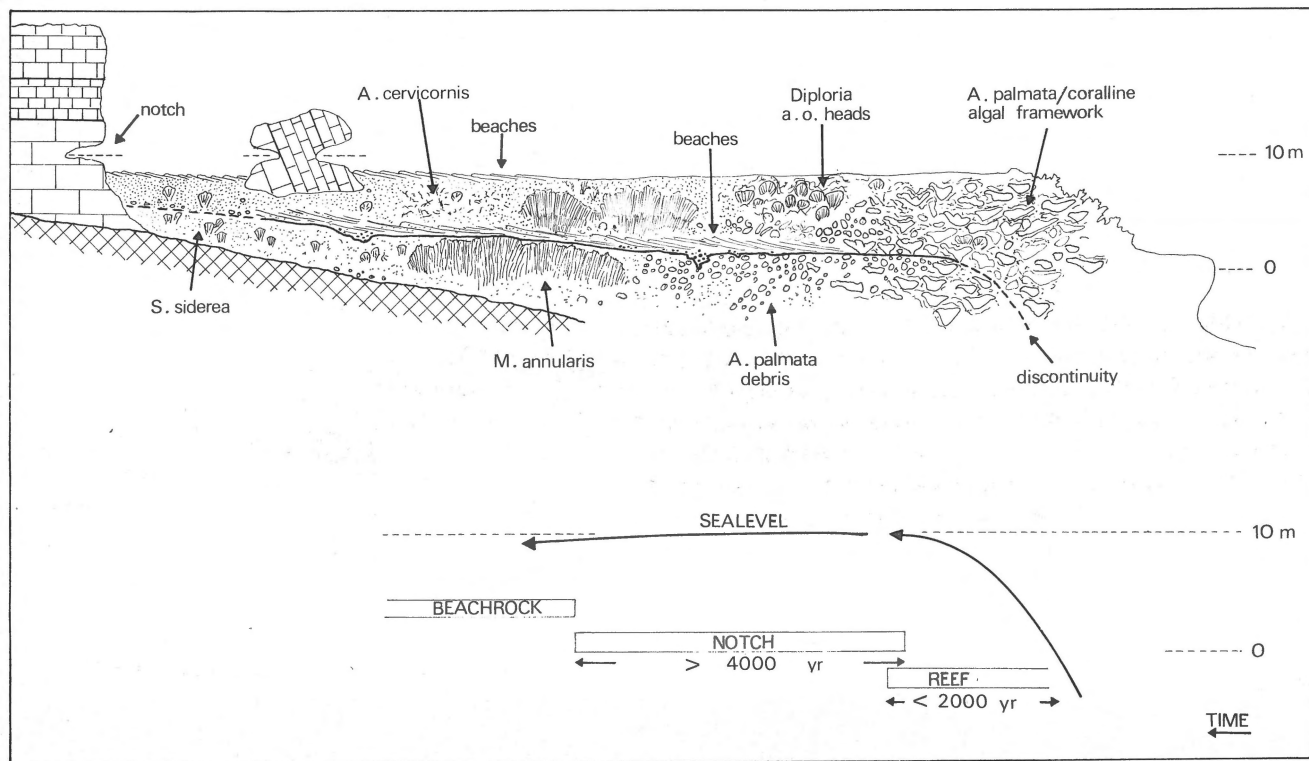 notch
A. cervicornis
beaches
beaches
Diploria
a.o. heads
A. palmata/coralline
algal framework
10 m
0
S. siderea
M. annularis
A. palmata
debris
discontinuity
SEALEVEL
10 m
BEACHROCK
NOTCH
> 4000 yr
0
REEF
< 2000 yr
TIME